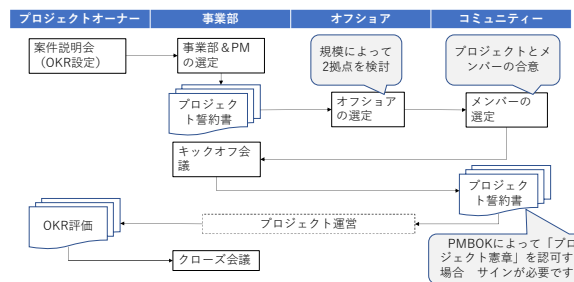 プロジェクトオーナー
事業部
オフショア
コミュニティー
案件説明会
（OKR設定）
事業部＆PM
の選定
規模によって
2拠点を検討
プロジェクトとメ
ンバーの合意
プロジェク
ト誓約書
オフショア
の選定
メンバーの
選定
キックオフ会
議
プロジェク
ト誓約書
OKR評価
プロジェクト運営
クローズ会議
PMBOKによって「プロ
ジェクト憲章」を認可す
場合　サインが必要です